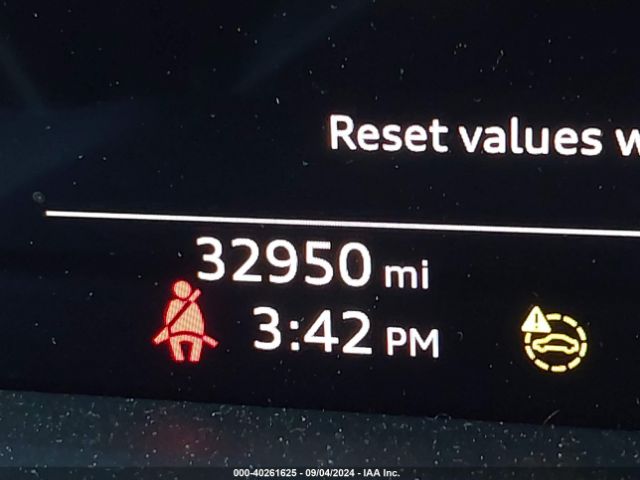 Reset values
32950 mi
3:42 PM
000-40261625 - 09/04/2024 - IAA Inc.